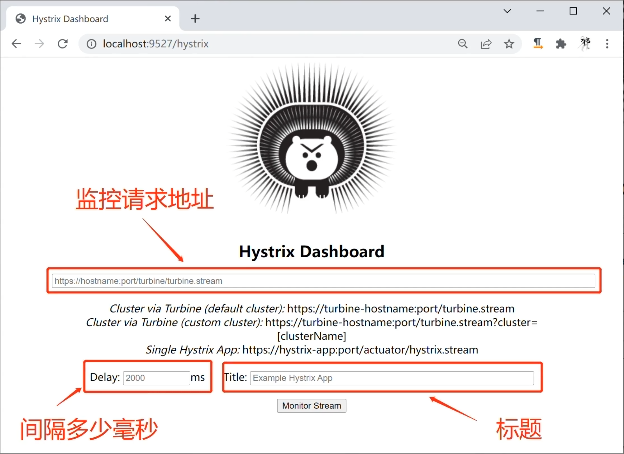 Hystrix Dashboard
localhost:9527/hystrix
监控请求地址
Hystrix Dashboard
https://hostname:port/turbine/turbine.stream
Cluster via Turbine (default cluster): https://turbine-hostname:port/turbine.stream
Cluster via Turbine (custom cluster): https://turbine-hostname:port/turbine.stream?cluster=
[clusterName]
Single Hystrix App: https://hystrix-app:port/actuator/hystrix.stream
Delay: 2000 ms Title: Example Hystrix App
Monitor Stream
间隔多少毫秒 标题